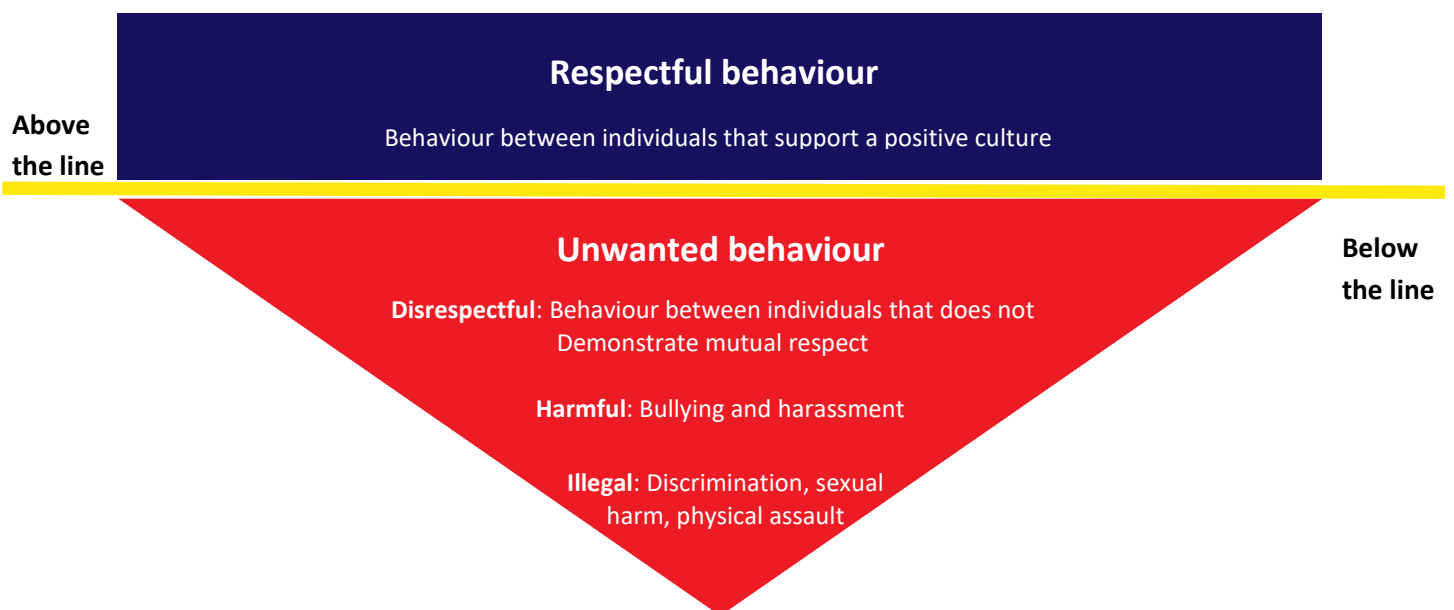 Respectful behaviour
Above
the line
Behaviour between individuals that support a positive culture
Unwanted behaviour
Below
the line
Disrespectful: Behaviour between individuals that does not
Demonstrate mutual respect
Harmful: Bullying and harassment
Illegal: Discrimination, sexual
harm, physical assault